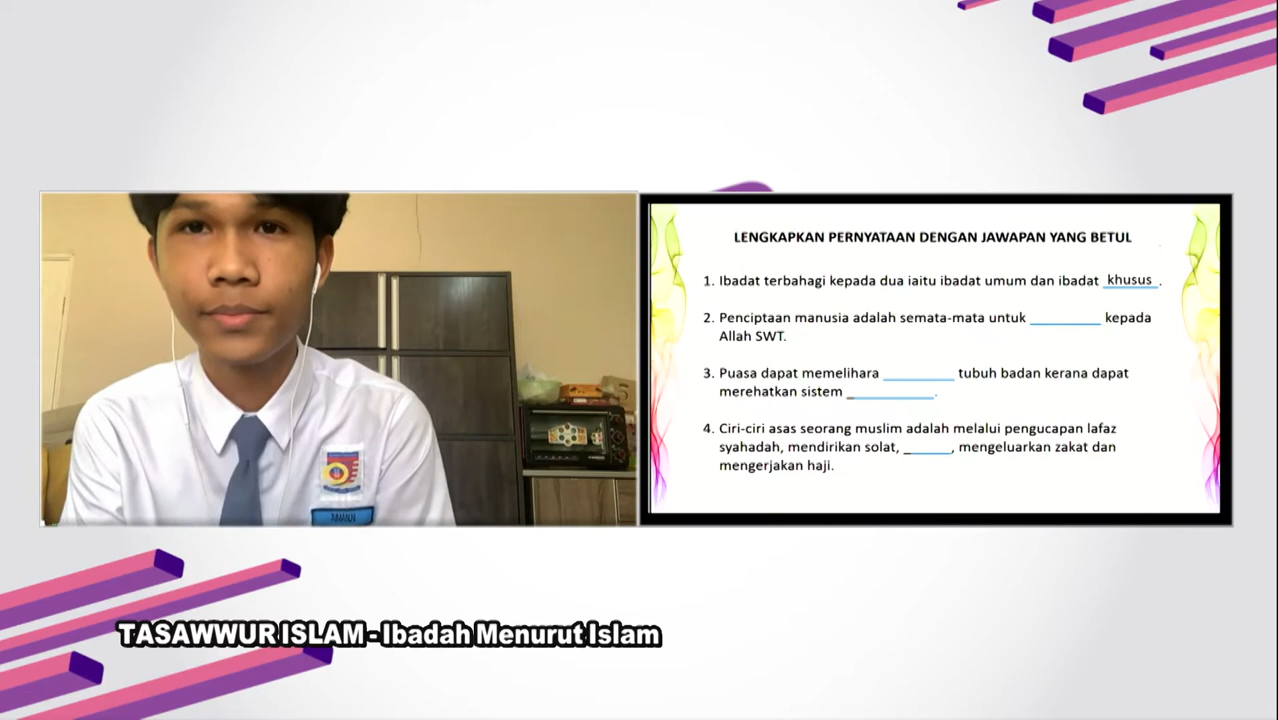 LENGKAPKAN PERNYATAAN DENGAN JAWAPAN YANG BETUL
1. Ibadat terbahagi kepada dua iaitu ibadat umum dan ibadat khusus.
2. Penciptaan manusia adalah semata-mata untuk __________ kepada
Allah SWT.
3. Puasa dapat memelihara __________ tubuh badan kerana dapat
merehatkan sistem ____________.
4. Ciri-ciri asas seorang muslim adalah melalui pengucapan lafaz
syahadah, mendirikan solat, ______, mengeluarkan zakat dan
mengerjakan haji.
TASAWWUR ISLAM - Ibadah Menurut Islam